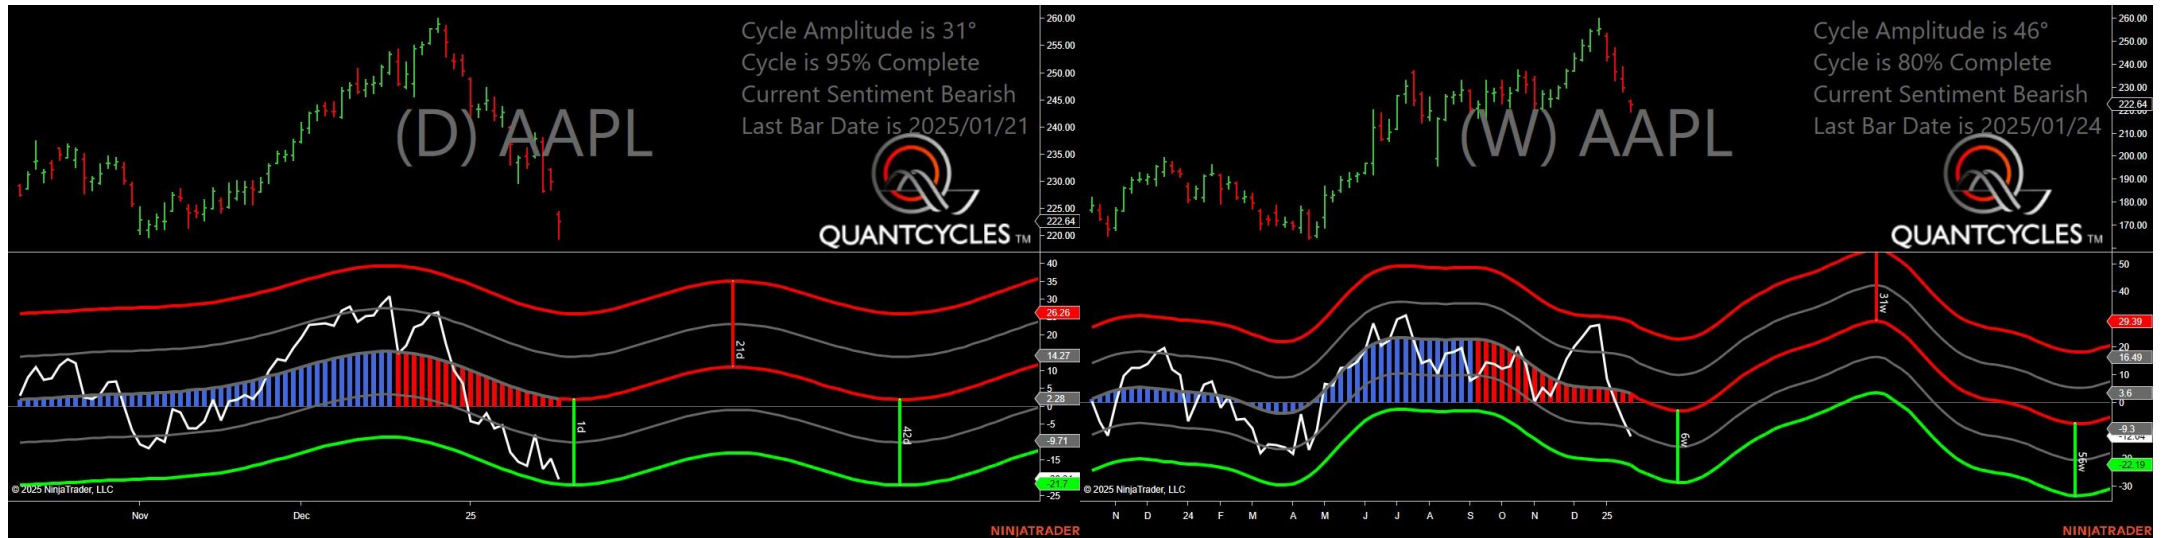 Cycle Amplitude is 31°
Cycle is 95% Complete
Current Sentiment Bearish
Last Bar Date is 2025/01/21
(D) AAPL
QUANTCYCLES TM
260.00
255.00
250.00
245.00
240.00
235.00
230.00
225.00
222.64
220.00
40
35
30
26.26
20
14.27
10
5
2.28
0
-5
-9.71
-15
-21.7
-25
21d
1d
42d
© 2025 NinjaTrader, LLC
Nov
Dec
25
NINJATRADER
Cycle Amplitude is 46°
Cycle is 80% Complete
Current Sentiment Bearish
Last Bar Date is 2025/01/24
(W) AAPL
QUANTCYCLES TM
260.00
250.00
240.00
230.00
222.64
210.00
200.00
190.00
180.00
170.00
50
40
29.39
20
16.49
10
3.6
0
-9.3
-12.04
-22.19
-30
31w
6w
56w
© 2025 NinjaTrader, LLC
N D 24 F M A M J J A S O N D 25
NINJATRADER